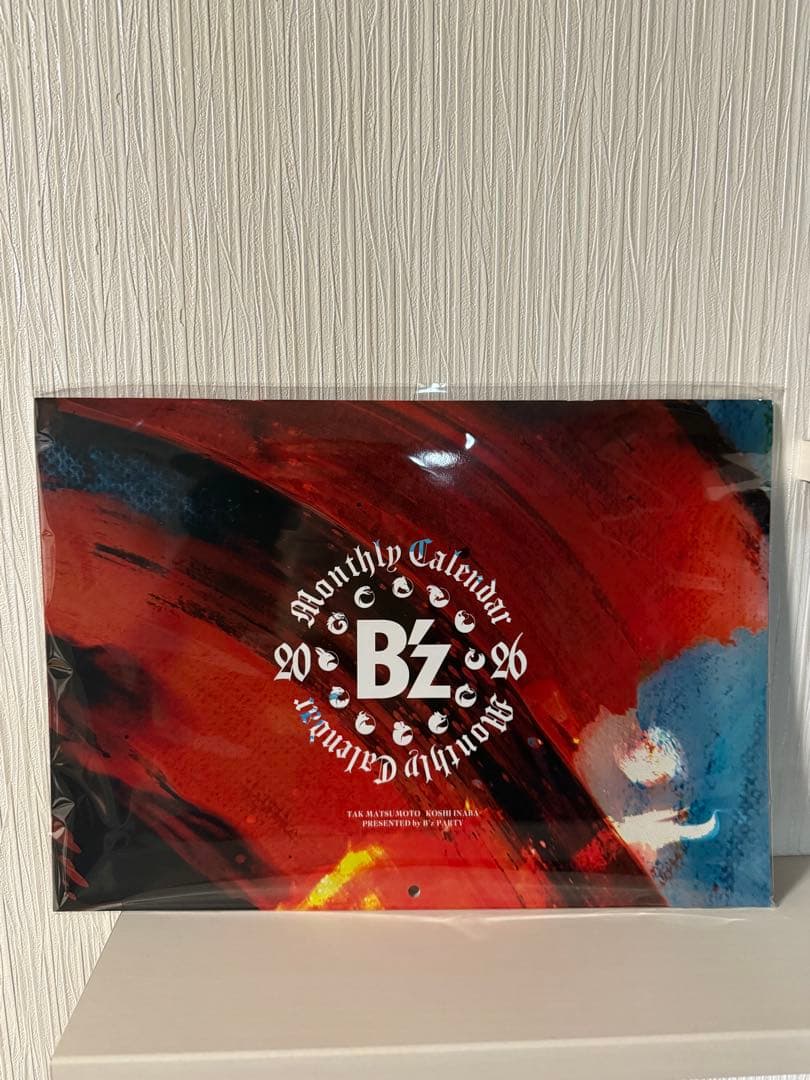 Monthly Calendar
20 B'z 26
Monthly Calendar
TAK MATSUMOTO KOSHI INABA
PRESENTED by B'z PARTY